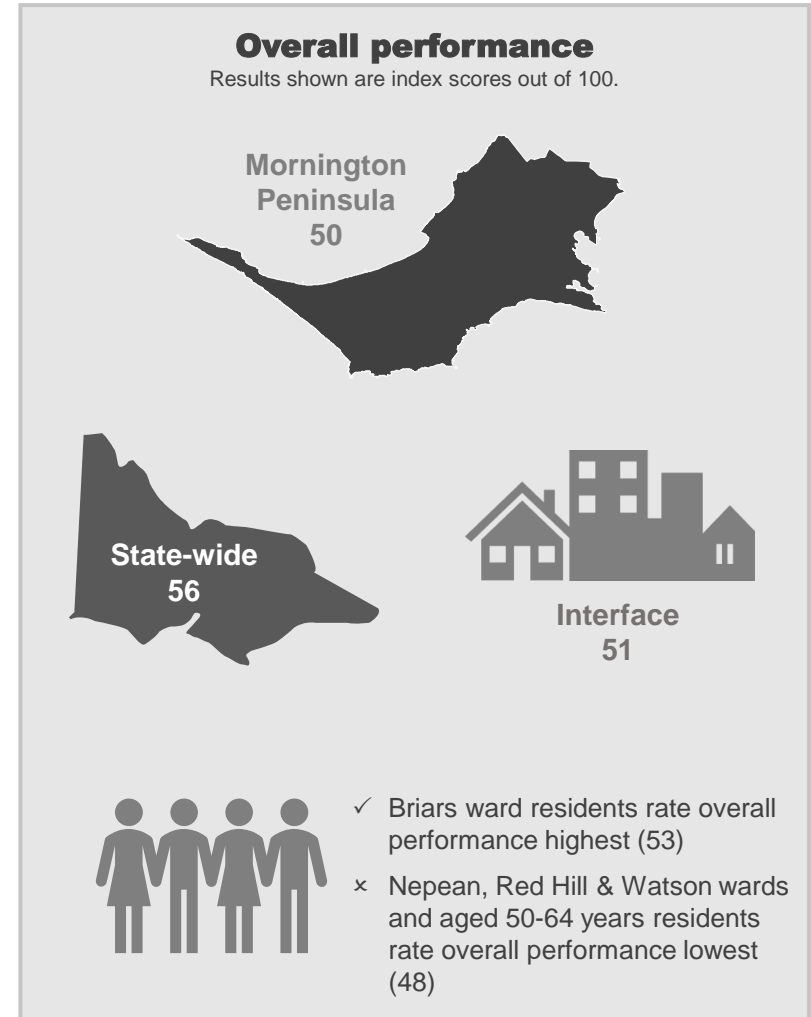 Overall performance
Results shown are index scores out of 100.
Mornington
Peninsula
50
State-wide
56
Interface
51
✓ Briars ward residents rate overall
performance highest (53)
× Nepean, Red Hill & Watson wards
and aged 50-64 years residents
rate overall performance lowest
(48)